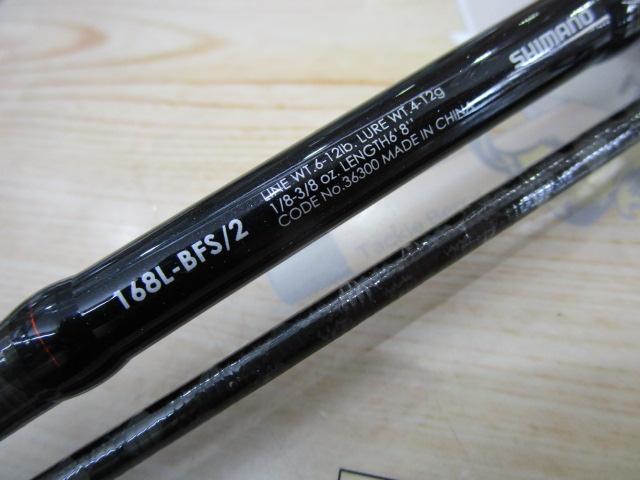 SHIMANO
LINE WT.6-12lb. LURE WT.4-12g
1/8-3/8 oz. LENGTH6'8"
CODE No.36300 MADE IN CHINA
168L-BFS/2